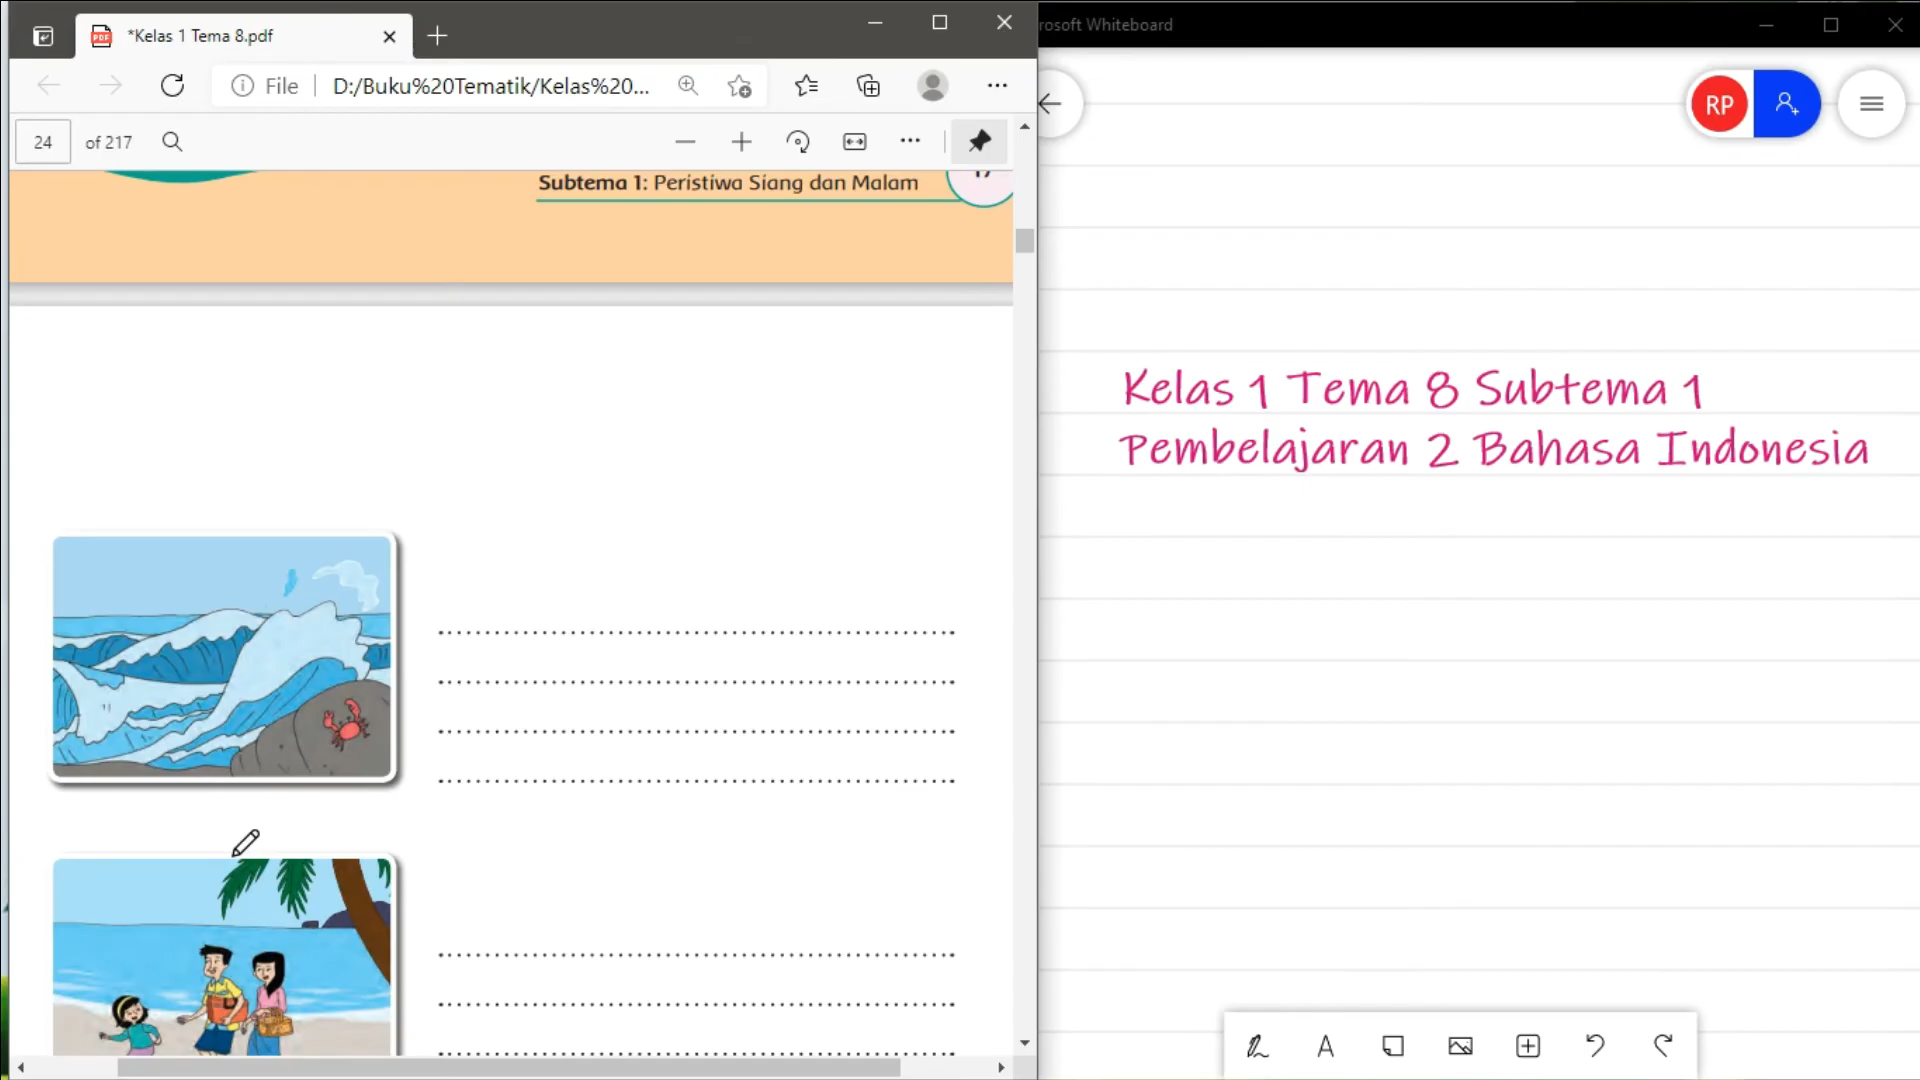 *Kelas 1 Tema 8.pdf
File
D:/Buku%20Tematik/Kelas%20...
24 of 217
PDF
Subtema 1: Peristiwa Siang dan Malam
rosoft Whiteboard
RP
Kelas 1 Tema 8 Subtema 1
Pembelajaran 2 Bahasa Indonesia